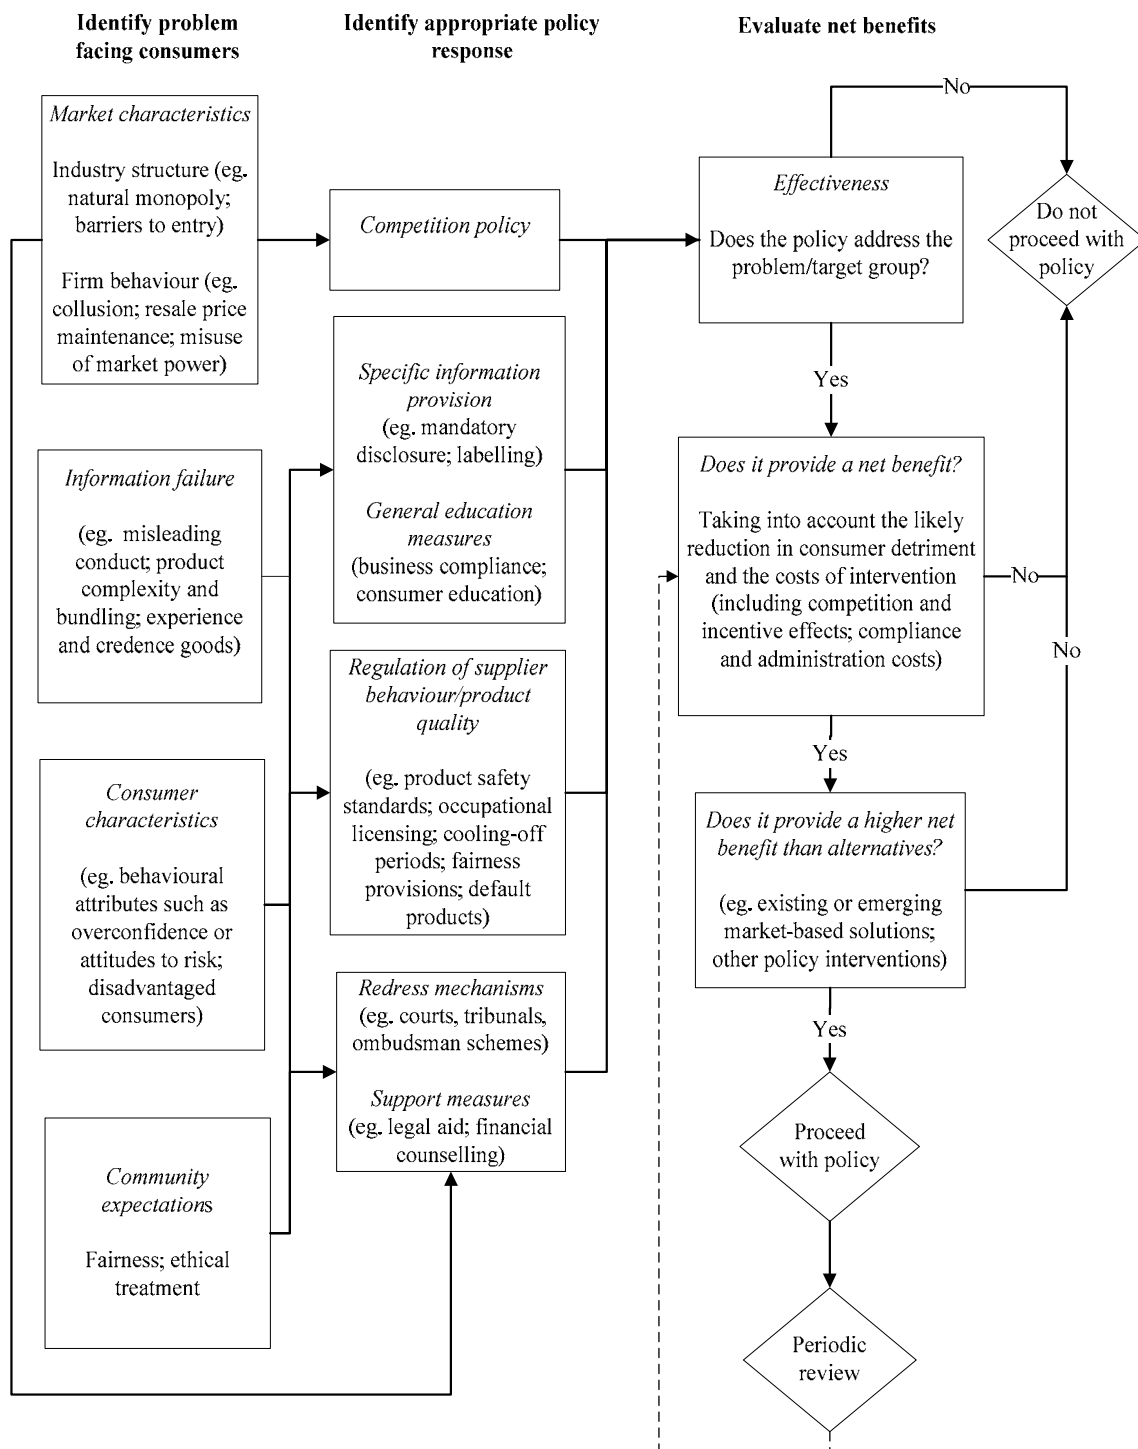 Identify problem
facing consumers
Identify appropriate policy
response
Evaluate net benefits
Market characteristics
Industry structure (eg.
natural monopoly;
barriers to entry)
Firm behaviour (eg.
collusion; resale price
maintenance; misuse
of market power)
Information failure
(eg. misleading
conduct; product
complexity and
bundling; experience
and credence goods)
Consumer
characteristics
(eg. behavioural
attributes such as
overconfidence or
attitudes to risk;
disadvantaged
consumers)
Community
expectations
Fairness; ethical
treatment
Competition policy
Specific information
provision
(eg. mandatory
disclosure; labelling)
General education
measures
(business compliance;
consumer education)
Regulation of supplier
behaviour/product
quality
(eg. product safety
standards; occupational
licensing; cooling-off
periods; fairness
provisions; default
products)
Redress mechanisms
(eg. courts, tribunals,
ombudsman schemes)
Support measures
(eg. legal aid; financial
counselling)
No
Effectiveness
Does the policy address the
problem/target group?
Do not
proceed with
policy
Yes
Does it provide a net benefit?
Taking into account the likely
reduction in consumer detriment
and the costs of intervention
(including competition and
incentive effects; compliance
and administration costs)
No
No
Yes
Does it provide a higher net
benefit than alternatives?
(eg. existing or emerging
market-based solutions;
other policy interventions)
Yes
Proceed
with policy
Periodic
review